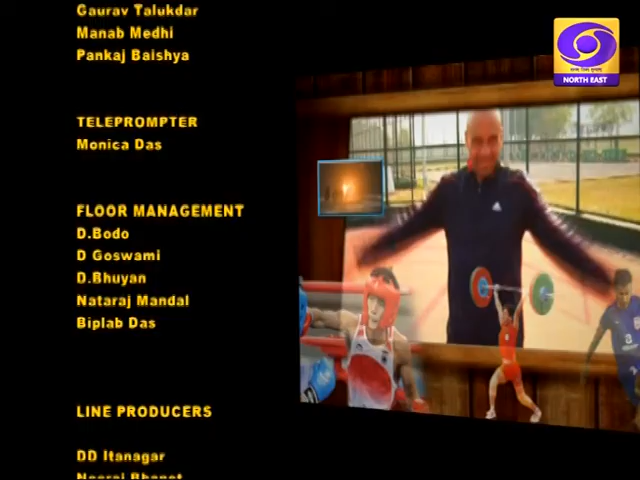 Gaurav Talukdar
Manab Medhi
Pankaj Baishya
TELEPROMPTER
Monica Das
FLOOR MANAGEMENT
D.Bodo
D Goswami
D.Bhuyan
Nataraj Mandal
Biplab Das
LINE PRODUCERS
DD Itanagar
NORTH EAST